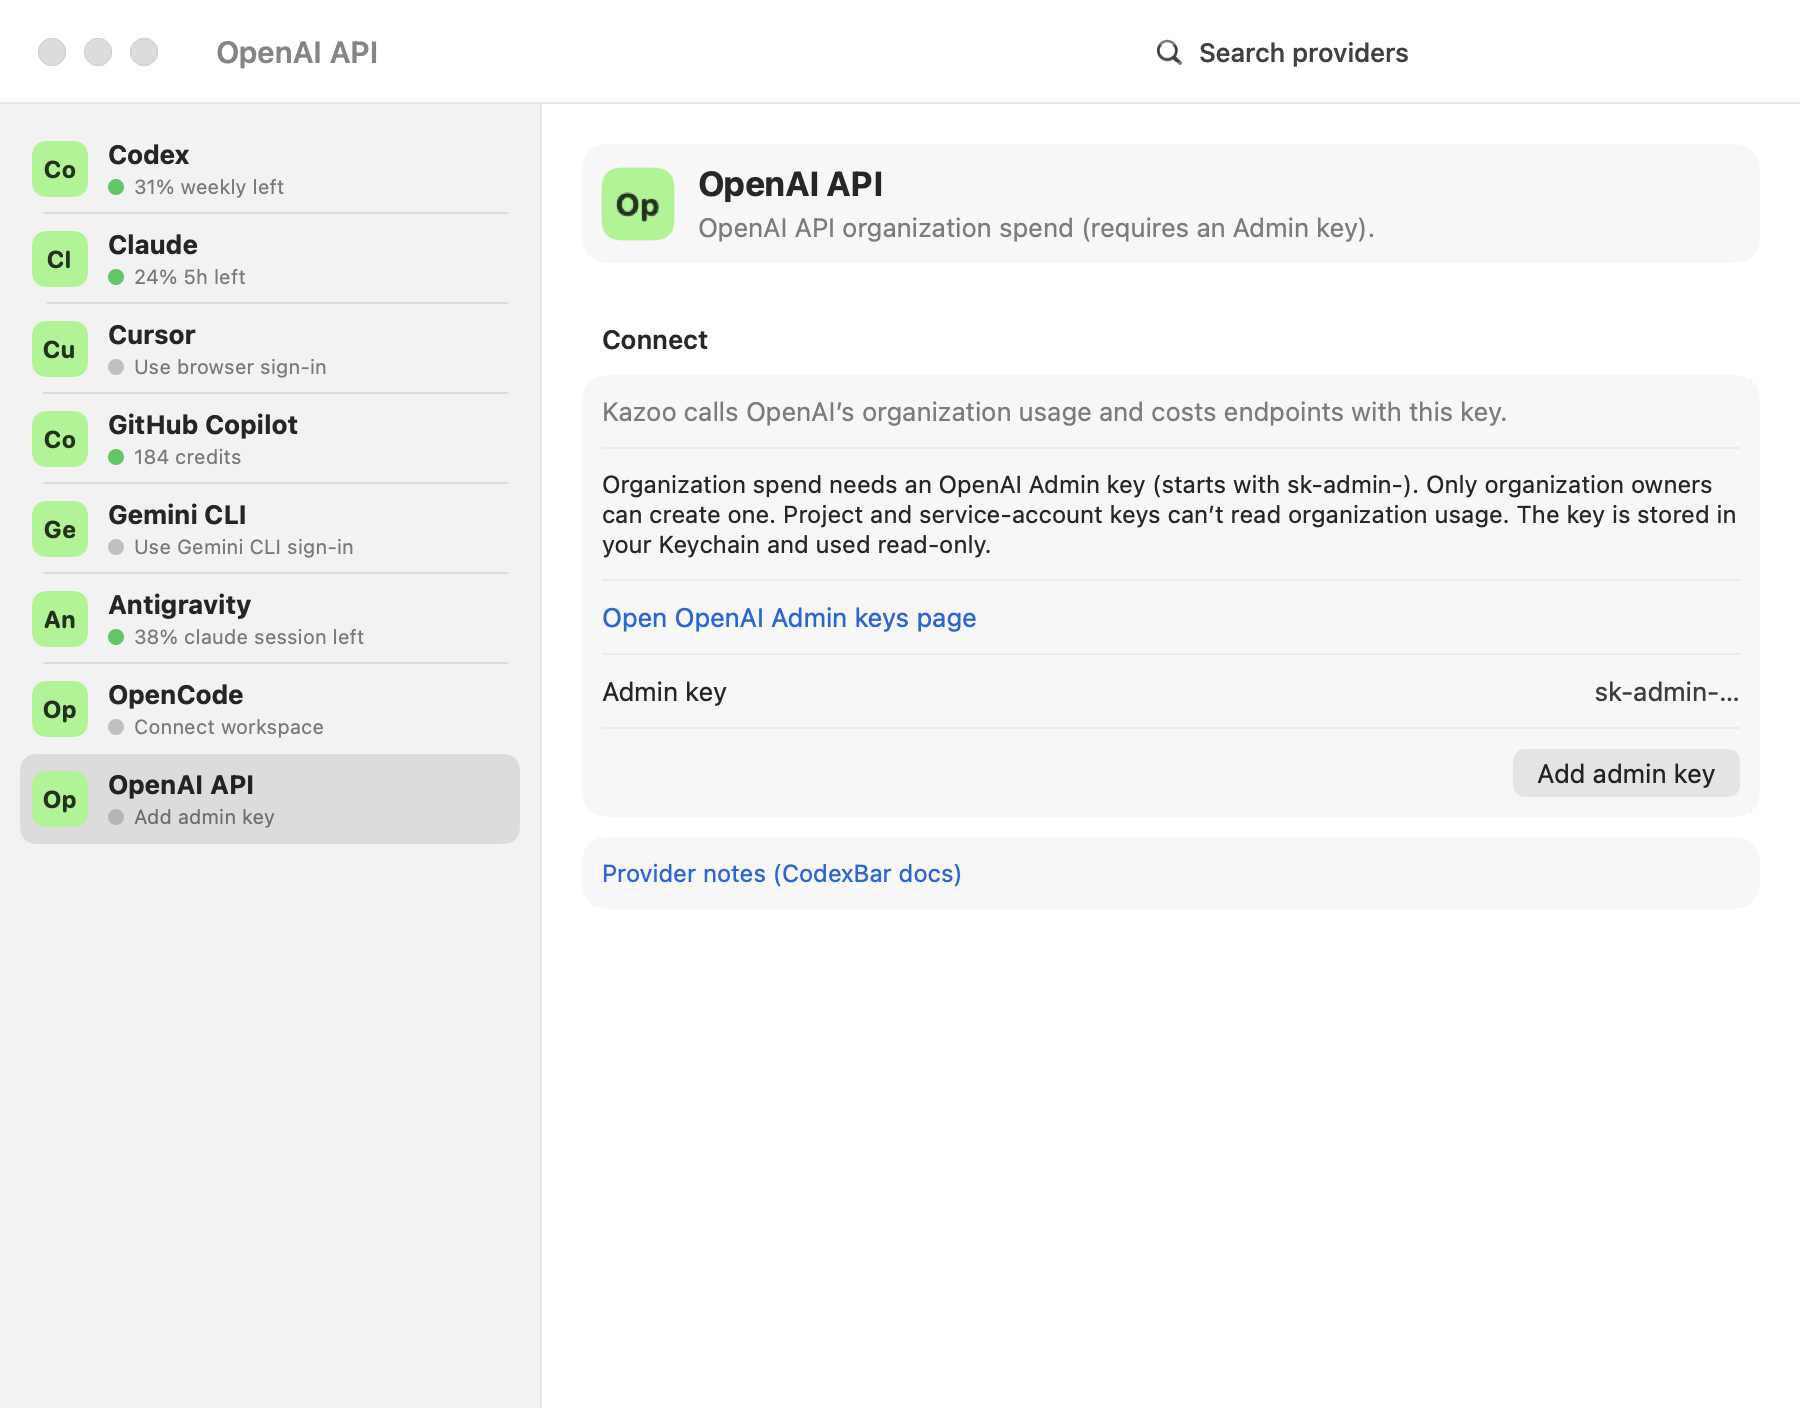 OpenAI API
Search providers
Co
Codex
31% weekly left
Cl
Claude
24% 5h left
Cu
Cursor
Use browser sign-in
Co
GitHub Copilot
184 credits
Ge
Gemini CLI
Use Gemini CLI sign-in
An
Antigravity
38% claude session left
Op
OpenCode
Connect workspace
Op
OpenAI API
Add admin key
Op
OpenAI API
OpenAI API organization spend (requires an Admin key).
Connect
Kazoo calls OpenAI’s organization usage and costs endpoints with this key.
Organization spend needs an OpenAI Admin key (starts with sk-admin-). Only organization owners
can create one. Project and service-account keys can’t read organization usage. The key is stored in
your Keychain and used read-only.
Open OpenAI Admin keys page
Admin key
sk-admin-...
Add admin key
Provider notes (CodexBar docs)